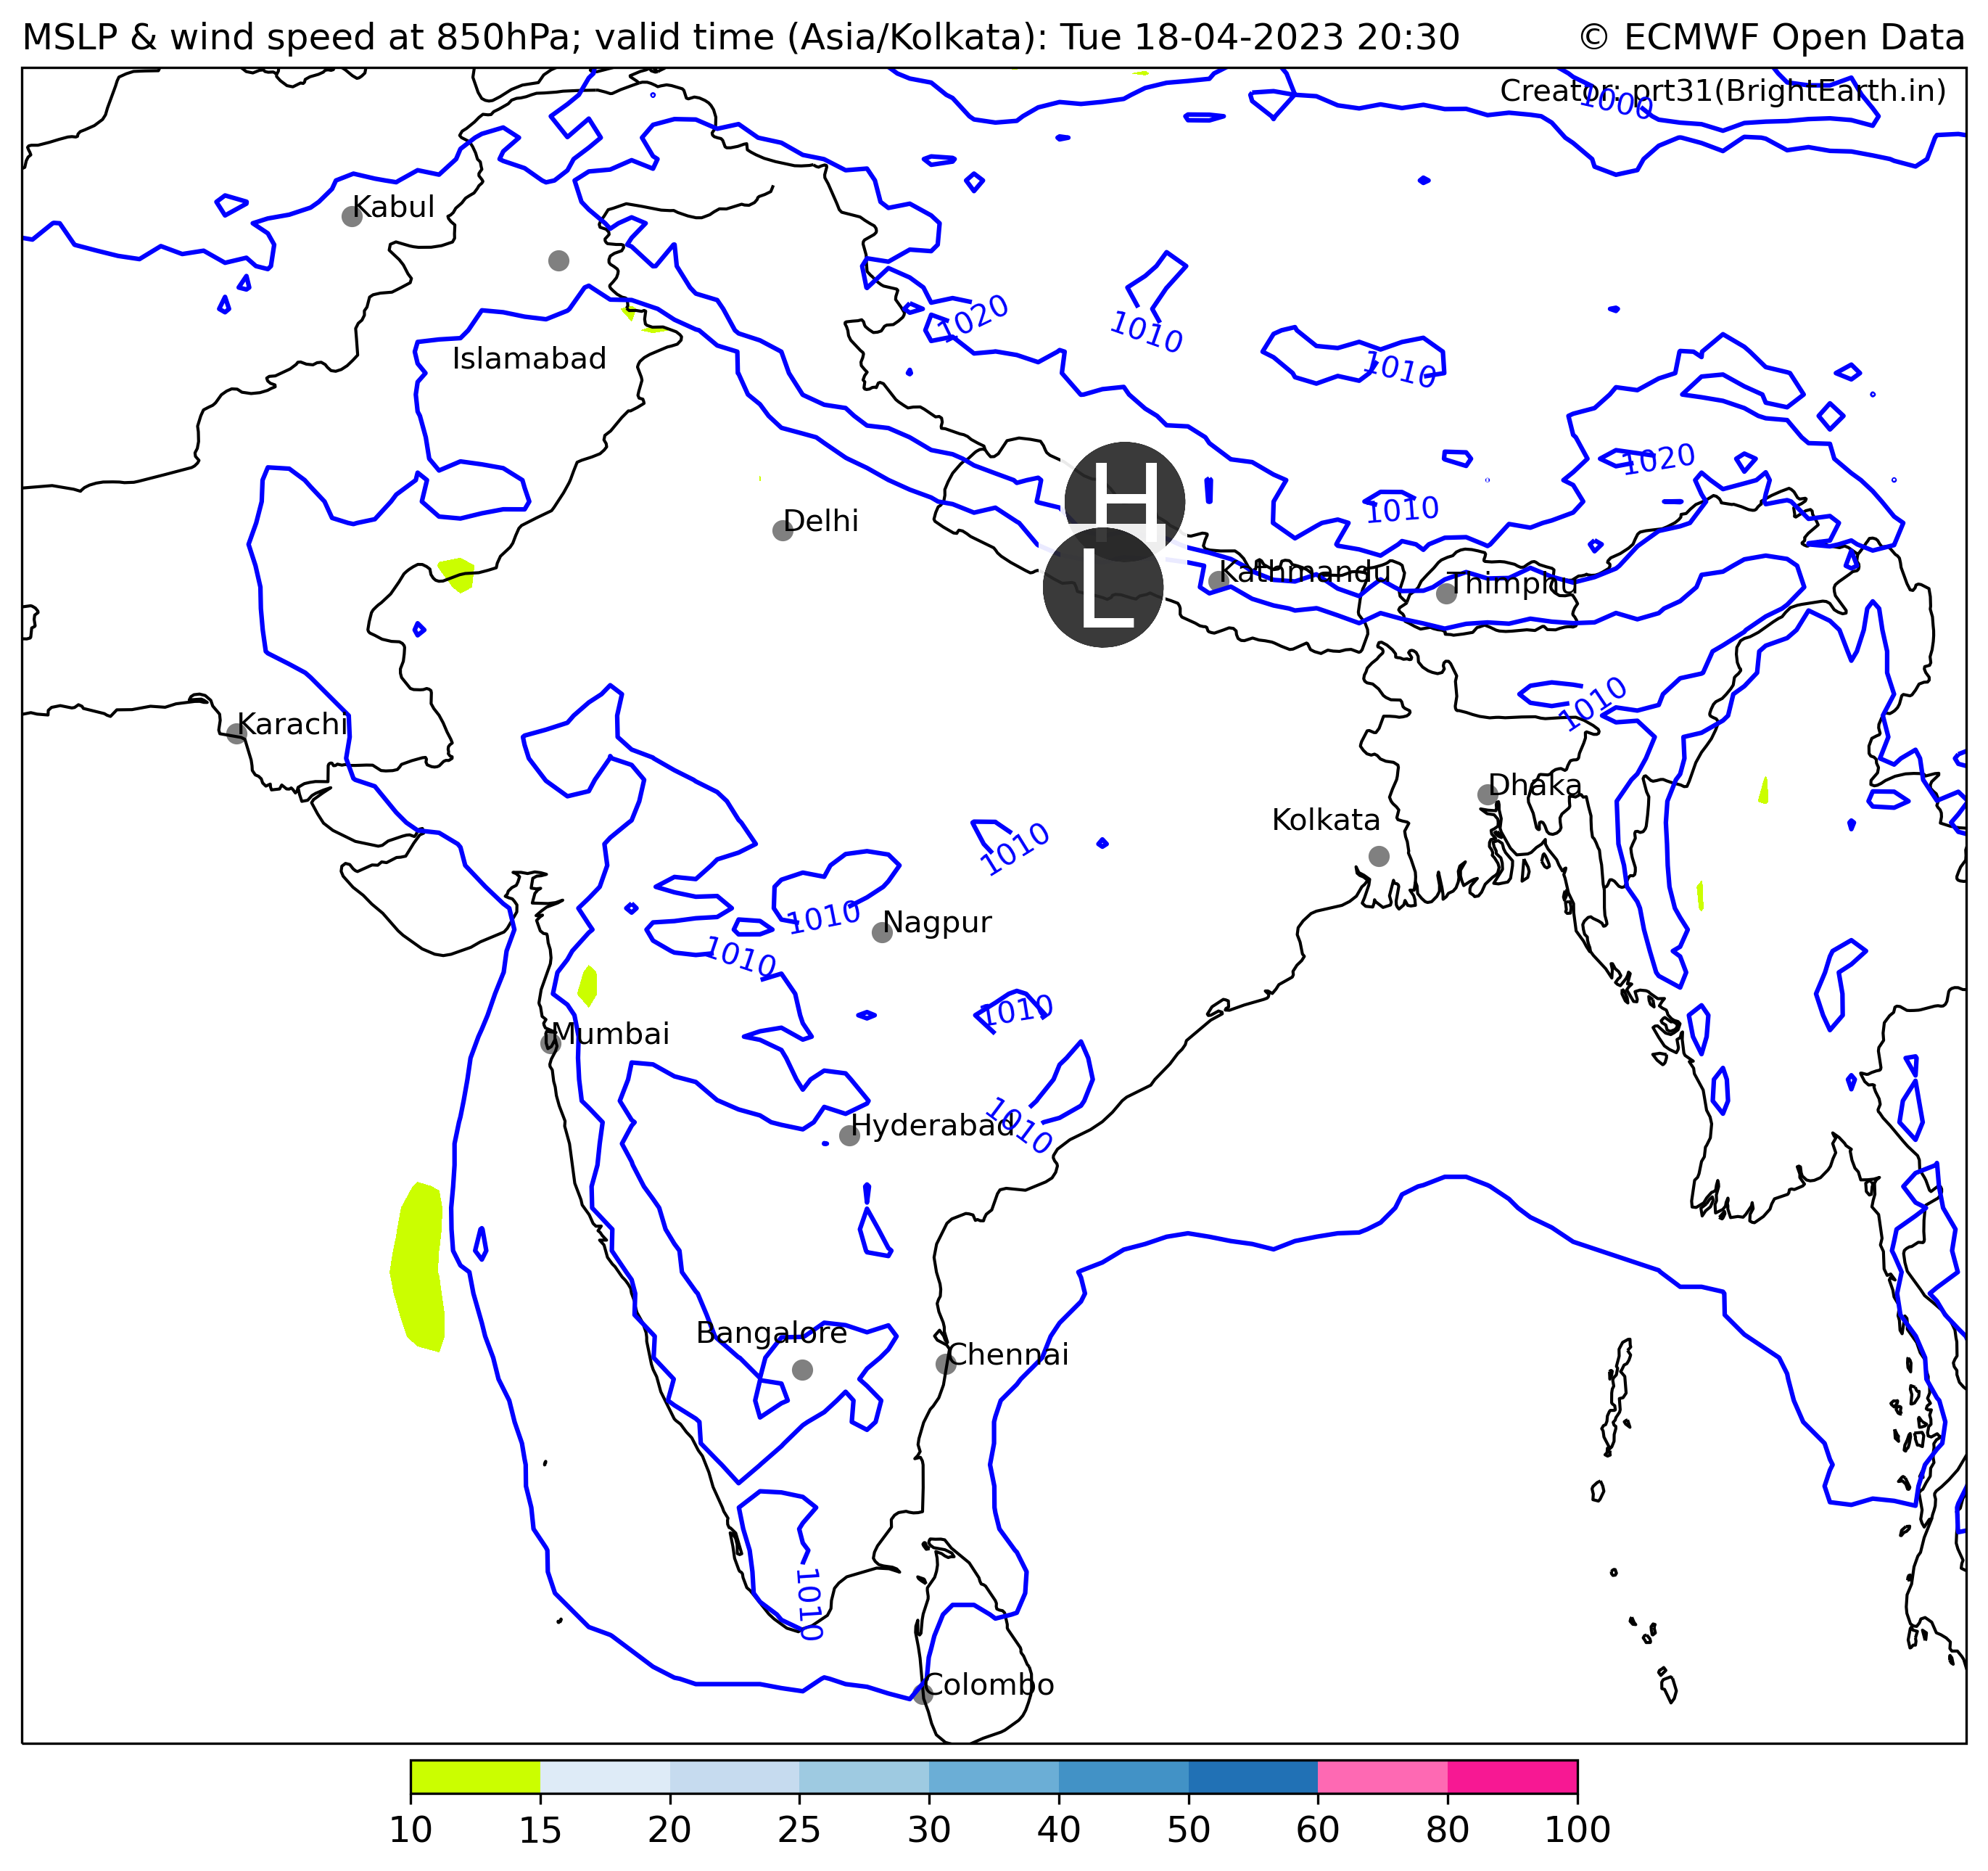 MSLP & wind speed at 850hPa; valid time (Asia/Kolkata): Tue 18-04-2023 20:30
© ECMWF Open Data
Creator: prt31(BrightEarth.in)
1000
Kabul
1020
1010
Islamabad
1010
1020
H
1010
Delhi
Kathmandu
Thimphu
L
1010
Karachi
Dhaka
Kolkata
1010
1010
Nagpur
1010
1010
Mumbai
1010
Hyderabad
Bangalore
Chennai
1010
Colombo
10 15 20 25 30 40 50 60 80 100